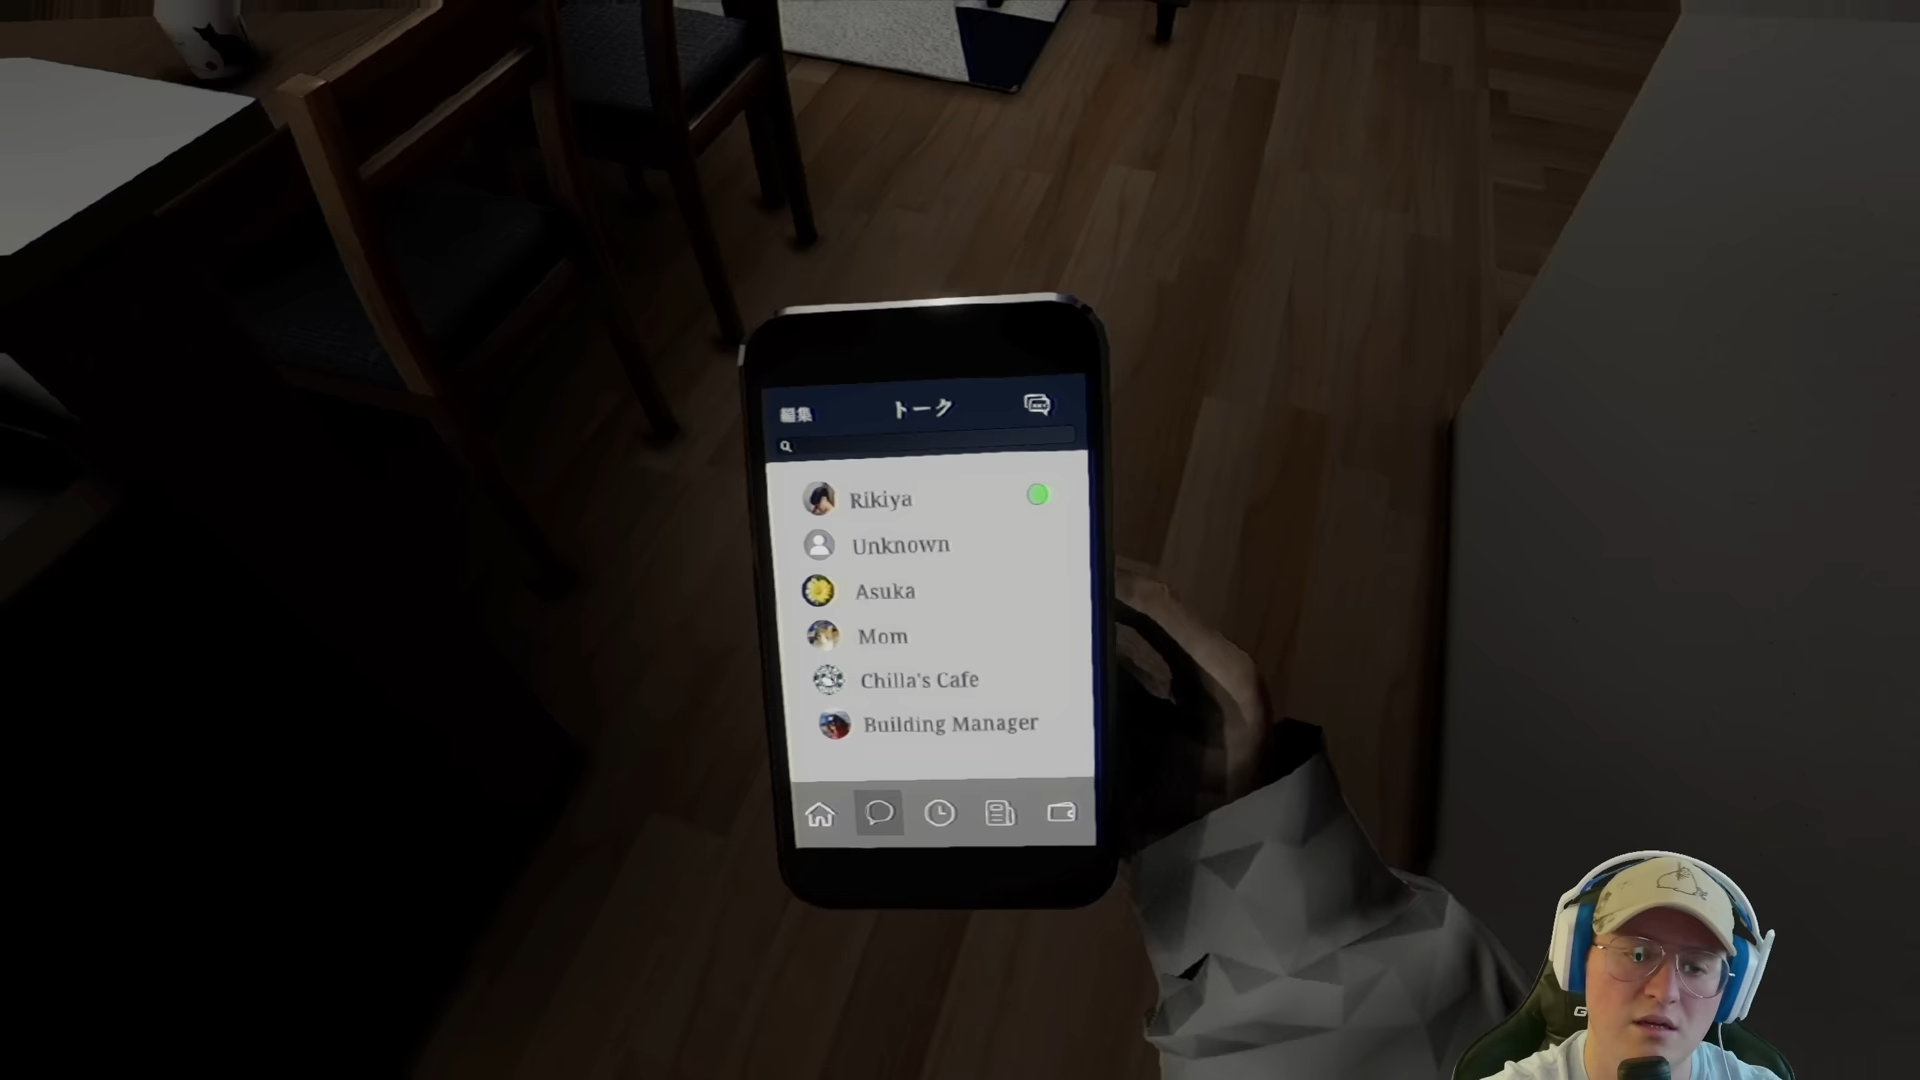 編集 トーク
Rikiya
Unknown
Asuka
Mom
Chilla's Cafe
Building Manager